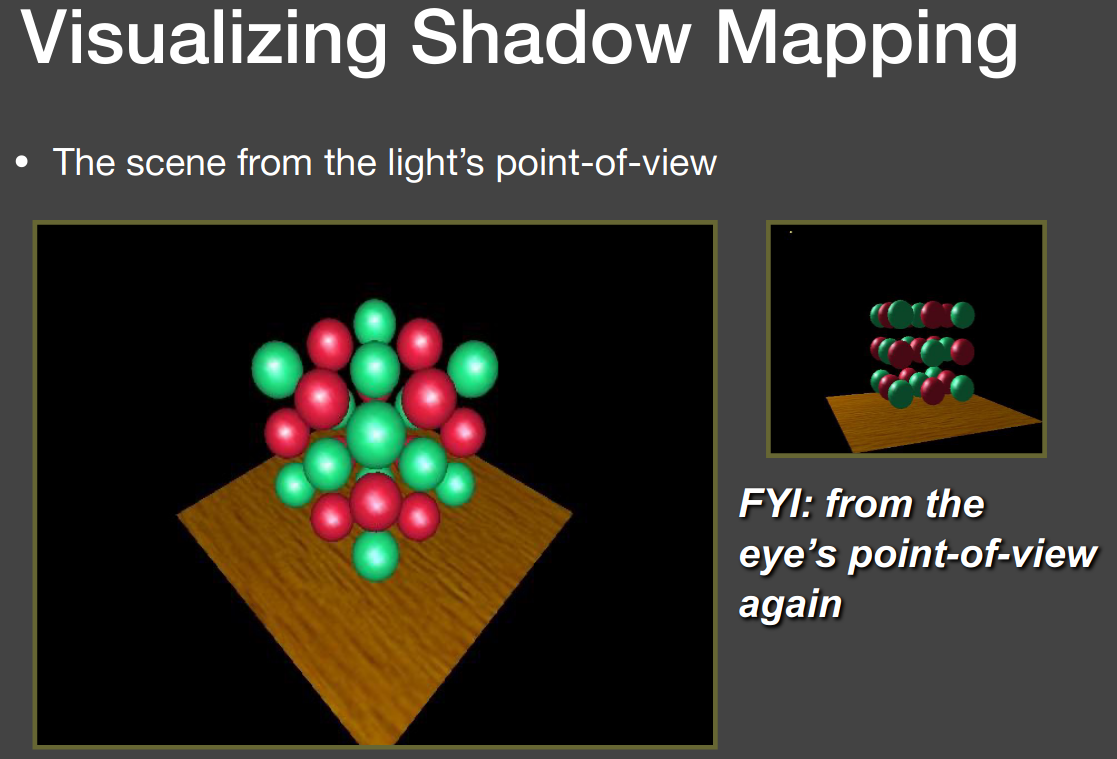 Visualizing Shadow Mapping
• The scene from the light’s point-of-view
FYI: from the
eye’s point-of-view
again